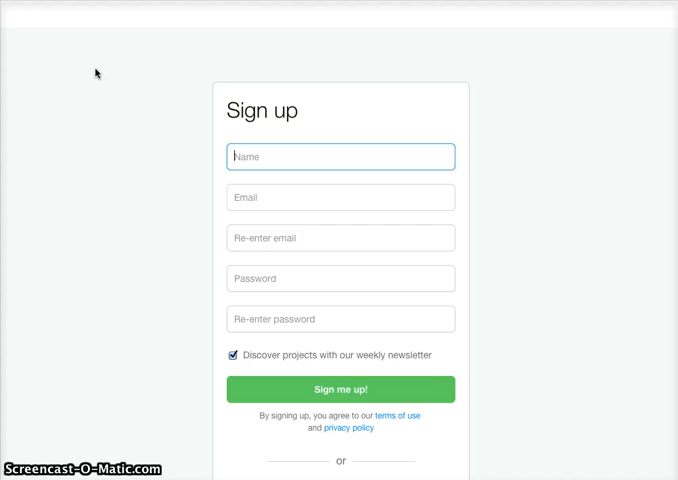 Sign up
Name
Email
Re-enter email
Password
Re-enter password
Discover projects with our weekly newsletter
Sign me up!
By signing up, you agree to our terms of use
and privacy policy
or
Screencast-O-Matic.com